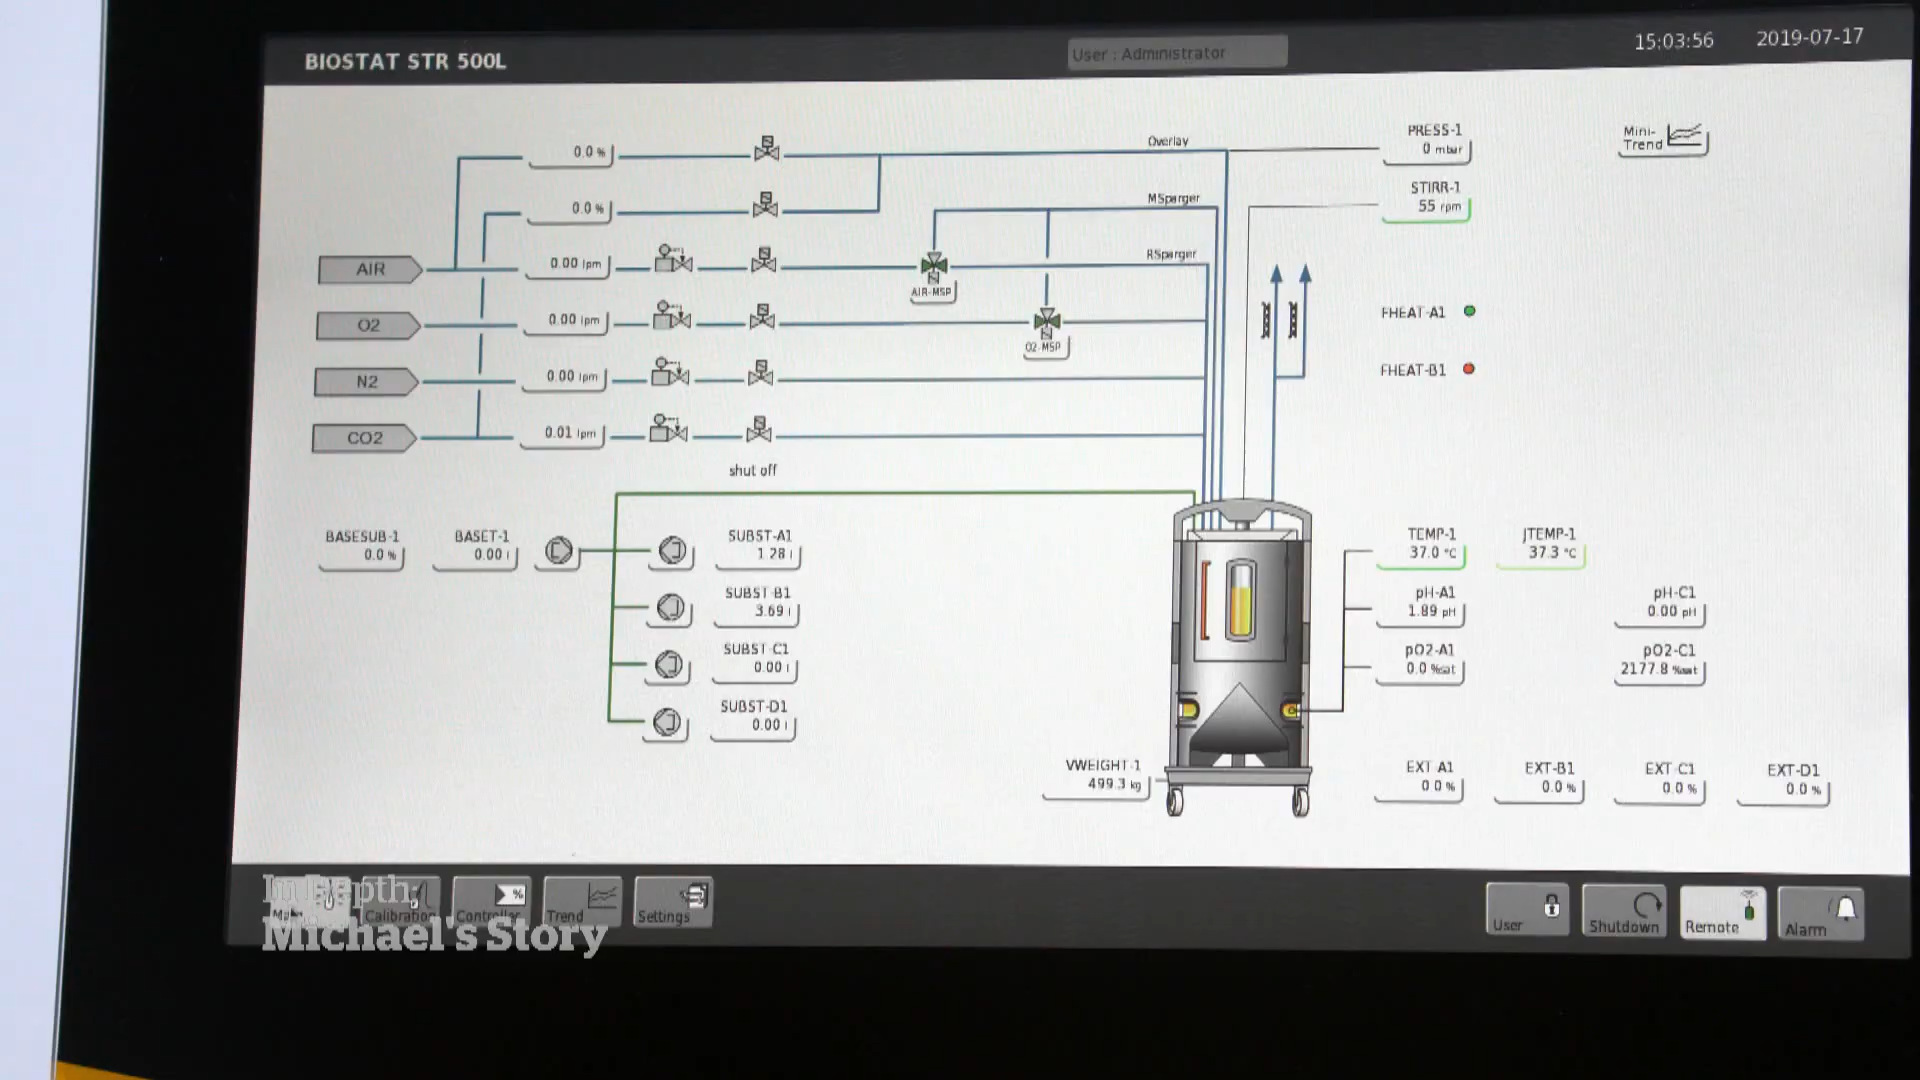 BIOSTAT STR 500L
User : Administrator
15:03:56 2019-07-17
0.0 %
Overlay
PRESS-1
0 mbar
Mini-
Trend
0.0 %
MSparger
STIRR-1
55 rpm
AIR
0.00 lpm
AIR-MSP
RSparger
O2
0.00 lpm
O2-MSP
FHEAT-A1
N2
0.00 lpm
FHEAT-B1
CO2
0.01 lpm
shut off
BASESUB-1
0.0 %
BASET-1
0.00 l
SUBST-A1
1.28 l
TEMP-1
37.0 °C
JTEMP-1
37.3 °C
SUBST-B1
3.69 l
pH-A1
1.89 pH
pH-C1
0.00 pH
SUBST-C1
0.00 l
pO2-A1
0.0 %sat
pO2-C1
2177.8 %sat
SUBST-D1
0.00 l
VWEIGHT-1
499.3 kg
EXT-A1
0.0 %
EXT-B1
0.0 %
EXT-C1
0.0 %
EXT-D1
0.0 %
In Depth:
Michael's Story
Calibration
Controller
%
Trend
Settings
User
Shutdown
Remote
Alarm